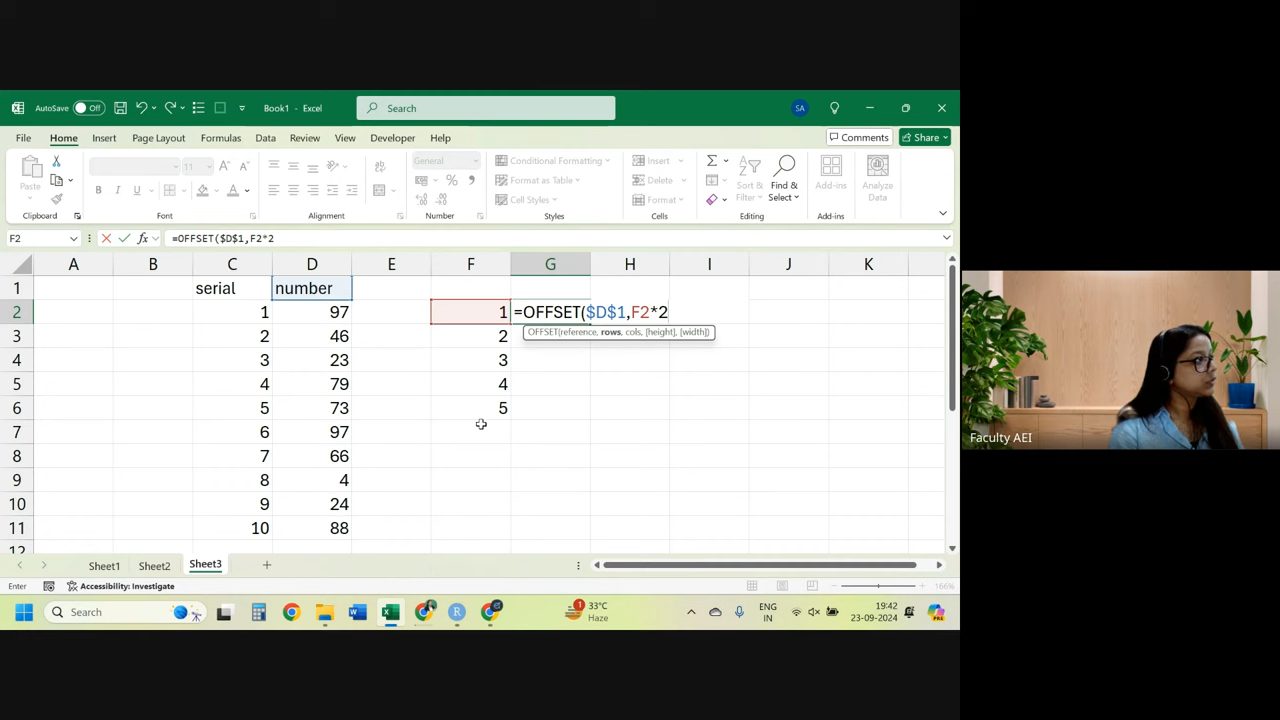 AutoSave Off Book1 - Excel Search SA
File Home Insert Page Layout Formulas Data Review View Developer Help Comments Share
Paste 11 A A General Conditional Formatting Insert Sort & Find & Add-ins Analyze
B I U A % Format as Table Delete Filter Select Data
Cell Styles Format
Clipboard Font Alignment Number Styles Cells Editing Add-ins
F2 fx =OFFSET($D$1,F2*2
A B C D E F G H I J K
1 serial number
2 1 97 1 =OFFSET($D$1,F2*2
OFFSET(reference, rows, cols, [height], [width])
3 2 46 2
4 3 23 3
5 4 79 4
6 5 73 5
7 6 97
8 7 66
9 8 4
10 9 24
11 10 88
12
Sheet1 Sheet2 Sheet3
Enter Accessibility: Investigate 166%
Search 1 33°C ENG 19:42
Haze IN 23-09-2024
Faculty AEI